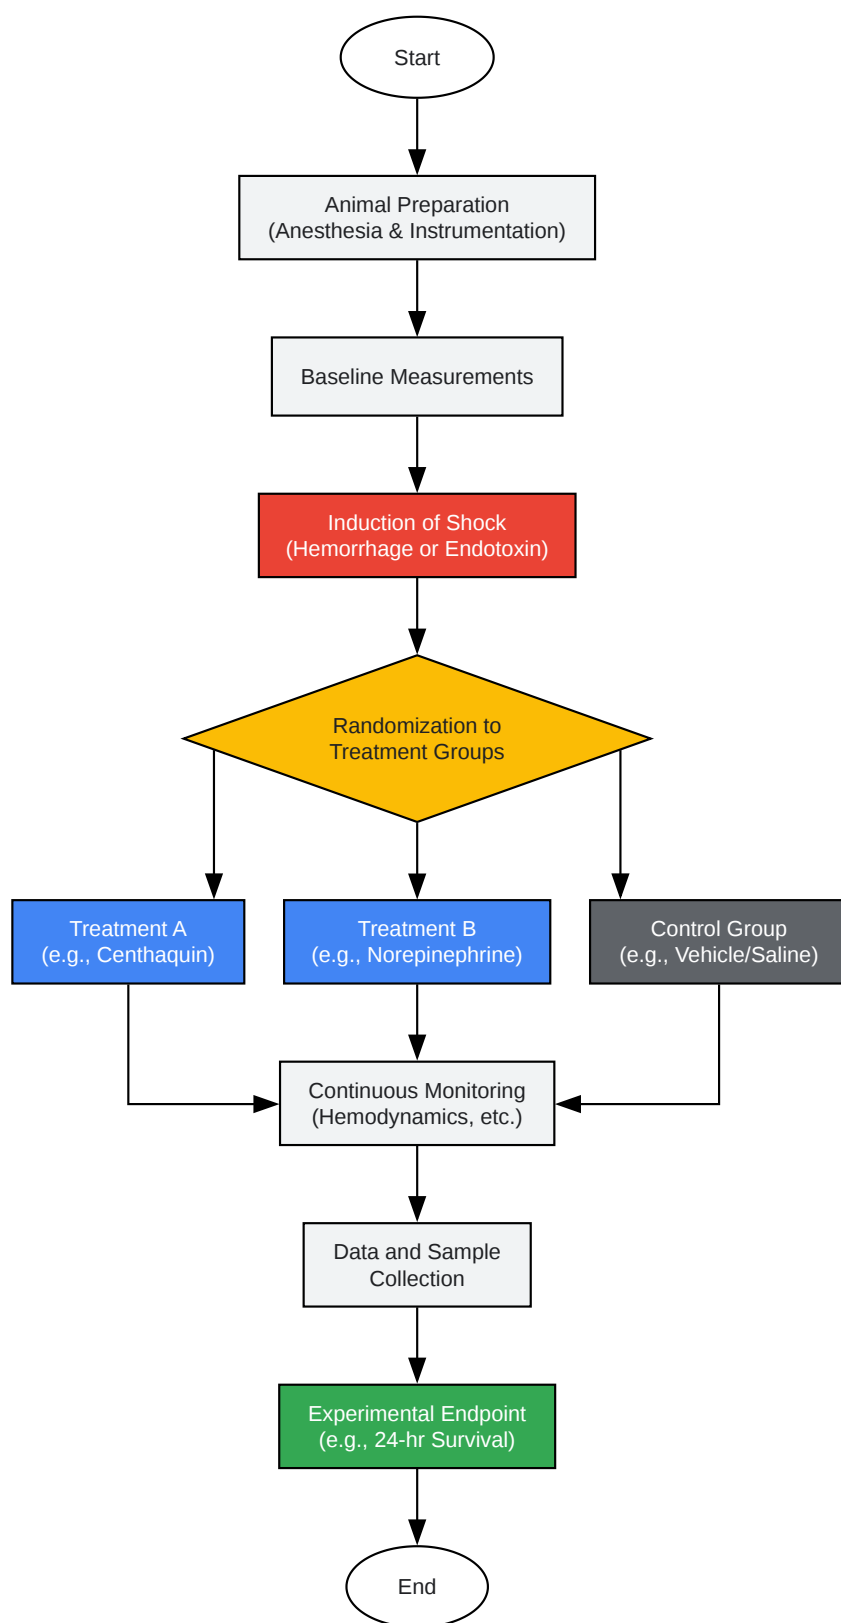 Start
Animal Preparation
(Anesthesia & Instrumentation)
Baseline Measurements
Induction of Shock
(Hemorrhage or Endotoxin)
Randomization to
Treatment Groups
Treatment A
(e.g., Centhaquin)
Treatment B
(e.g., Norepinephrine)
Control Group
(e.g., Vehicle/Saline)
Continuous Monitoring
(Hemodynamics, etc.)
Data and Sample
Collection
Experimental Endpoint
(e.g., 24-hr Survival)
End